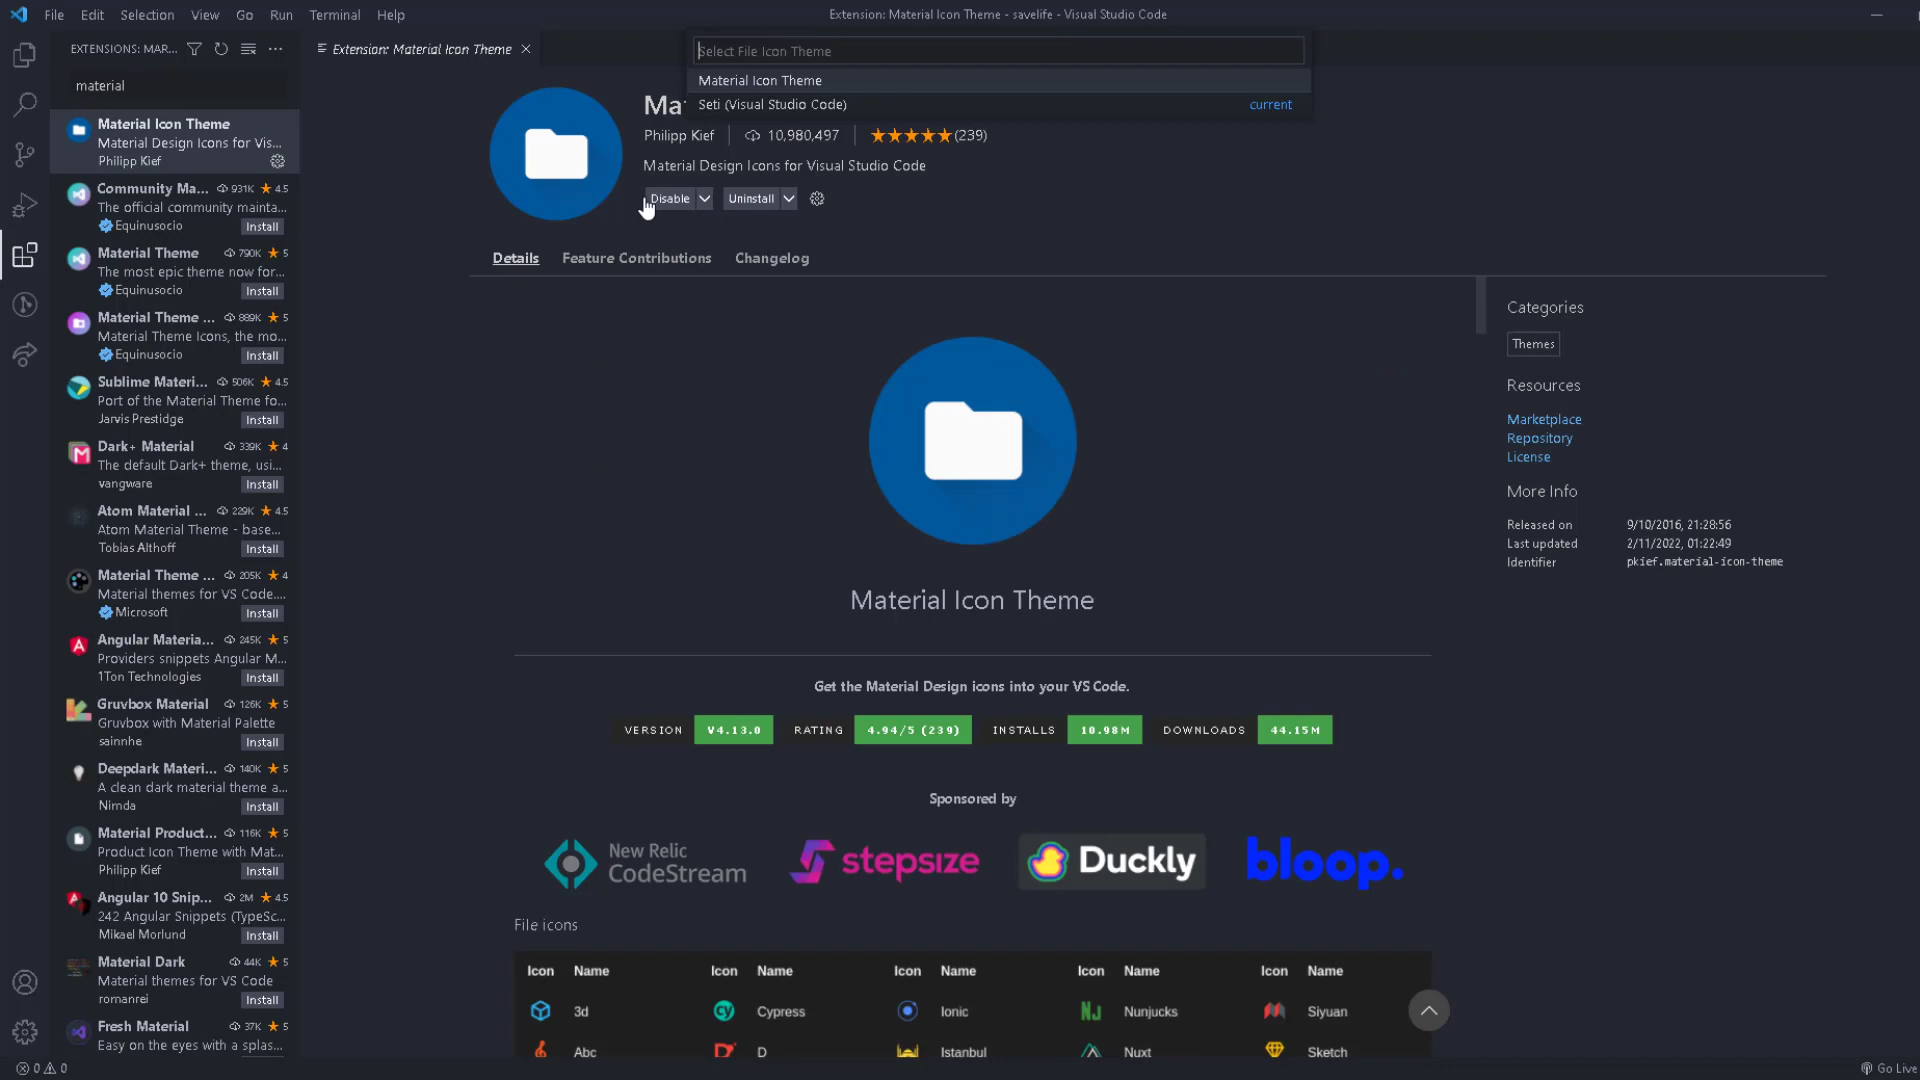 File Edit Selection View Go Run Terminal Help
Extension: Material Icon Theme - savelife - Visual Studio Code
EXTENSIONS: MAR...
Extension: Material Icon Theme
Select File Icon Theme
Material Icon Theme
Seti (Visual Studio Code) current
material
Material Icon Theme
Material Design Icons for Vis...
Philipp Kief
Community Ma... 931K 4.5
The official community mainta...
Equinusocio Install
Material Theme 790K 5
The most epic theme now for...
Equinusocio Install
Material Theme ... 889K 5
Material Theme Icons, the mo...
Equinusocio Install
Sublime Materi... 506K 4.5
Port of the Material Theme fo...
Jarvis Prestidge Install
Dark+ Material 339K 4
The default Dark+ theme, usi...
vangware Install
Atom Material ... 229K 4.5
Atom Material Theme - base...
Tobias Althoff Install
Material Theme ... 205K 4
Material themes for VS Code....
Microsoft Install
Angular Materia... 245K 5
Providers snippets Angular M...
1Ton Technologies Install
Gruvbox Material 126K 5
Gruvbox with Material Palette
sainnhe Install
Deepdark Materi... 140K 5
A clean dark material theme a...
Nimda Install
Material Product... 116K 5
Product Icon Theme with Mat...
Philipp Kief Install
Angular 10 Snip... 2M 4.5
242 Angular Snippets (TypeSc...
Mikael Morlund Install
Material Dark 44K 5
Material themes for VS Code
romanrei Install
Fresh Material 37K 5
Easy on the eyes with a splas...
Ma
Philipp Kief 10,980,497 (239)
Material Design Icons for Visual Studio Code
Disable Uninstall
Details Feature Contributions Changelog
Material Icon Theme
Get the Material Design icons into your VS Code.
VERSION V4.13.0 RATING 4.94/5 (239) INSTALLS 10.98M DOWNLOADS 44.15M
Sponsored by
New Relic
CodeStream
stepsize
Duckly
bloop.
File icons
Icon Name Icon Name Icon Name Icon Name Icon Name
3d Cypress Ionic Nunjucks Siyuan
Abc D Istanbul Nuxt Sketch
Categories
Themes
Resources
Marketplace
Repository
License
More Info
Released on 9/10/2016, 21:28:56
Last updated 2/11/2022, 01:22:49
Identifier pkief.material-icon-theme
0 0
Go Live